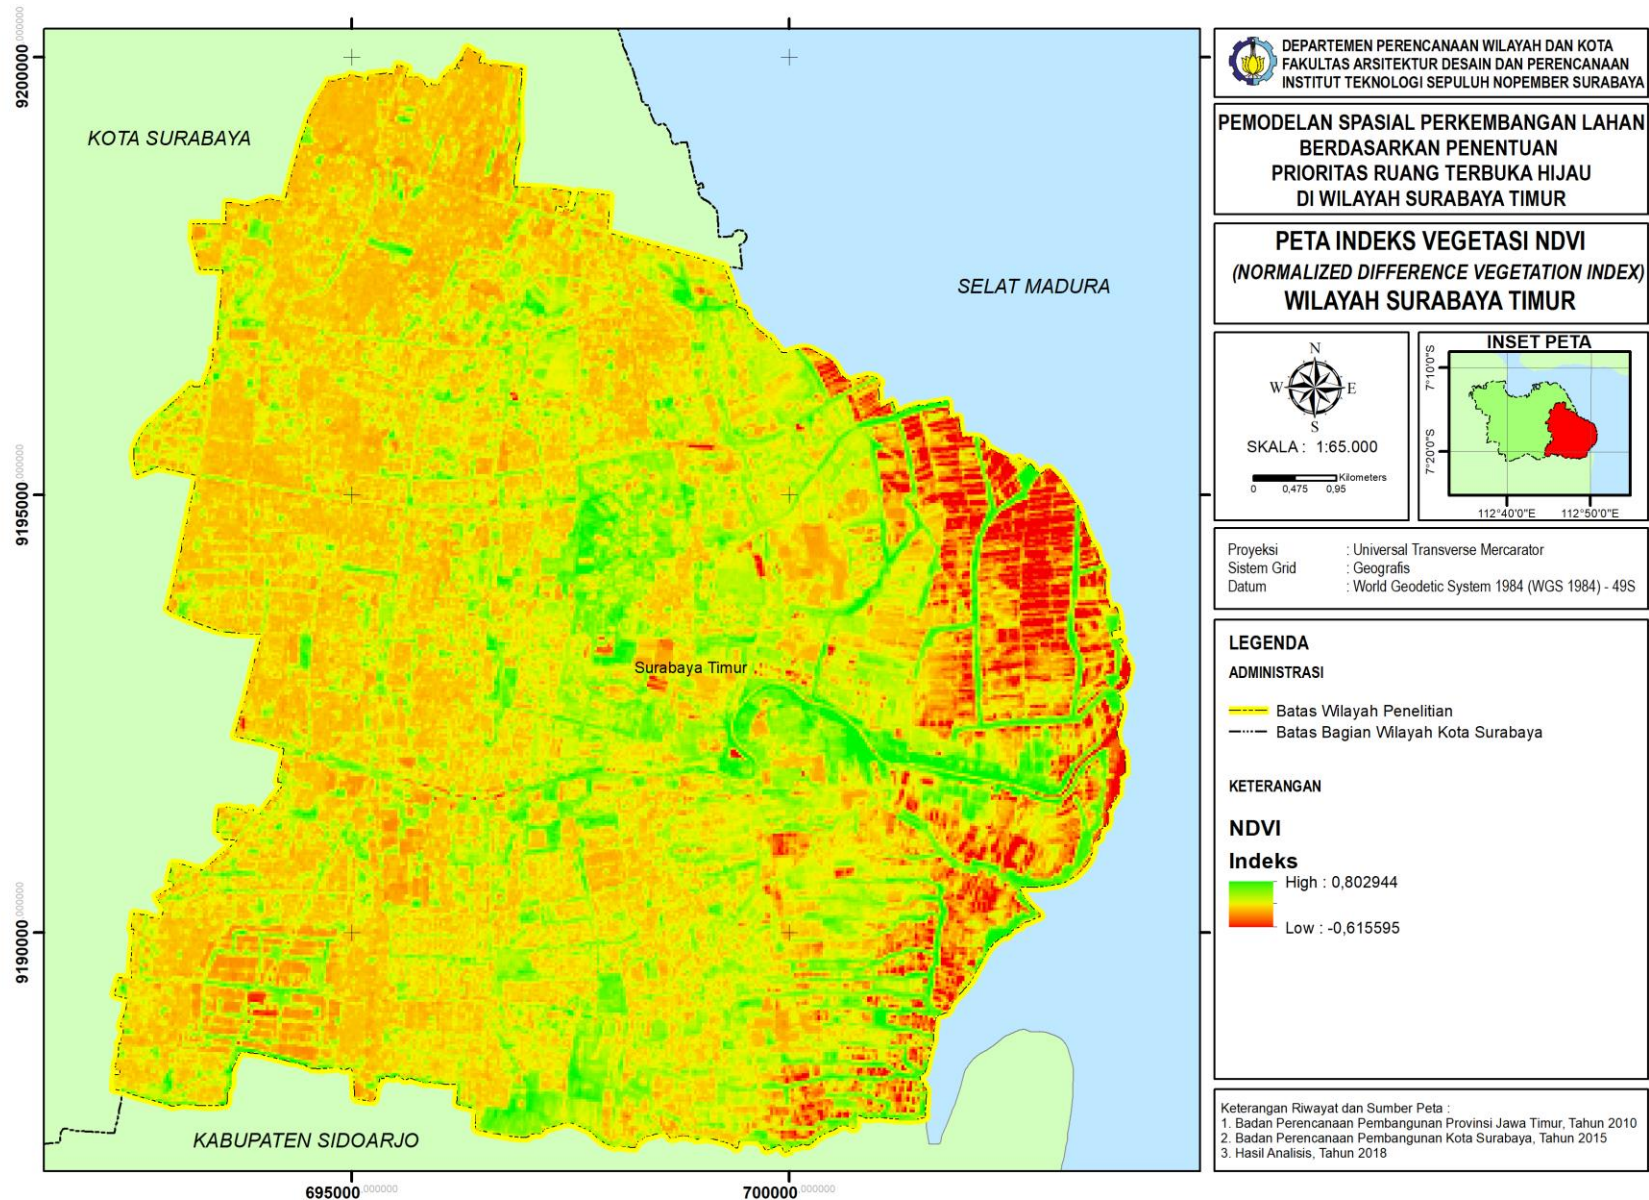 9200000,000000
9195000,000000
9190000,000000
695000,000000
700000,000000
KOTA SURABAYA
SELAT MADURA
Surabaya Timur
KABUPATEN SIDOARJO
DEPARTEMEN PERENCANAAN WILAYAH DAN KOTA
FAKULTAS ARSITEKTUR DESAIN DAN PERENCANAAN
INSTITUT TEKNOLOGI SEPULUH NOPEMBER SURABAYA
PEMODELAN SPASIAL PERKEMBANGAN LAHAN
BERDASARKAN PENENTUAN
PRIORITAS RUANG TERBUKA HIJAU
DI WILAYAH SURABAYA TIMUR
PETA INDEKS VEGETASI NDVI
(NORMALIZED DIFFERENCE VEGETATION INDEX)
WILAYAH SURABAYA TIMUR
N
W E
S
SKALA : 1:65.000
Kilometers
0 0,475 0,95
INSET PETA
7°10'0"S
7°20'0"S
112°40'0"E 112°50'0"E
Proyeksi : Universal Transverse Mercarator
Sistem Grid : Geografis
Datum : World Geodetic System 1984 (WGS 1984) - 49S
LEGENDA
ADMINISTRASI
Batas Wilayah Penelitian
Batas Bagian Wilayah Kota Surabaya
KETERANGAN
NDVI
Indeks
High : 0,802944
Low : -0,615595
Keterangan Riwayat dan Sumber Peta :
1. Badan Perencanaan Pembangunan Provinsi Jawa Timur, Tahun 2010
2. Badan Perencanaan Pembangunan Kota Surabaya, Tahun 2015
3. Hasil Analisis, Tahun 2018